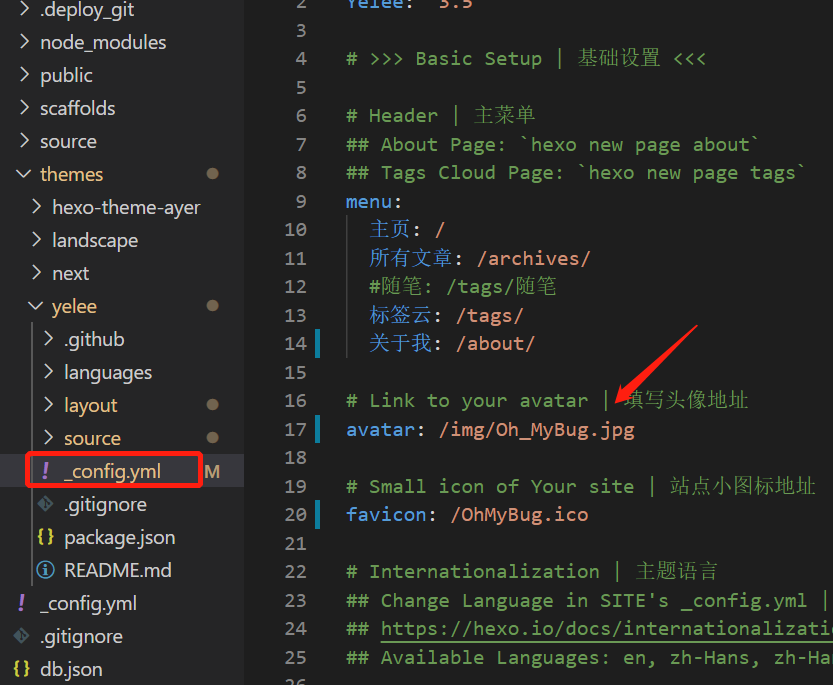 .deploy_git
node_modules
public
scaffolds
source
themes
hexo-theme-ayer
landscape
next
yelee
.github
languages
layout
source
_config.yml M
.gitignore
package.json
README.md
_config.yml
.gitignore
db.json
2 Yelee: 3.5
3
4 # >>> Basic Setup | 基础设置 <<<
5
6 # Header | 主菜单
7 ## About Page: `hexo new page about`
8 ## Tags Cloud Page: `hexo new page tags`
9 menu:
10 主页: /
11 所有文章: /archives/
12 #随笔: /tags/随笔
13 标签云: /tags/
14 关于我: /about/
15
16 # Link to your avatar | 填写头像地址
17 avatar: /img/Oh_MyBug.jpg
18
19 # Small icon of Your site | 站点小图标地址
20 favicon: /OhMyBug.ico
21
22 # Internationalization | 主题语言
23 ## Change Language in SITE's _config.yml |
24 ## https://hexo.io/docs/internationalizatio
25 ## Available Languages: en, zh-Hans, zh-Ha
26